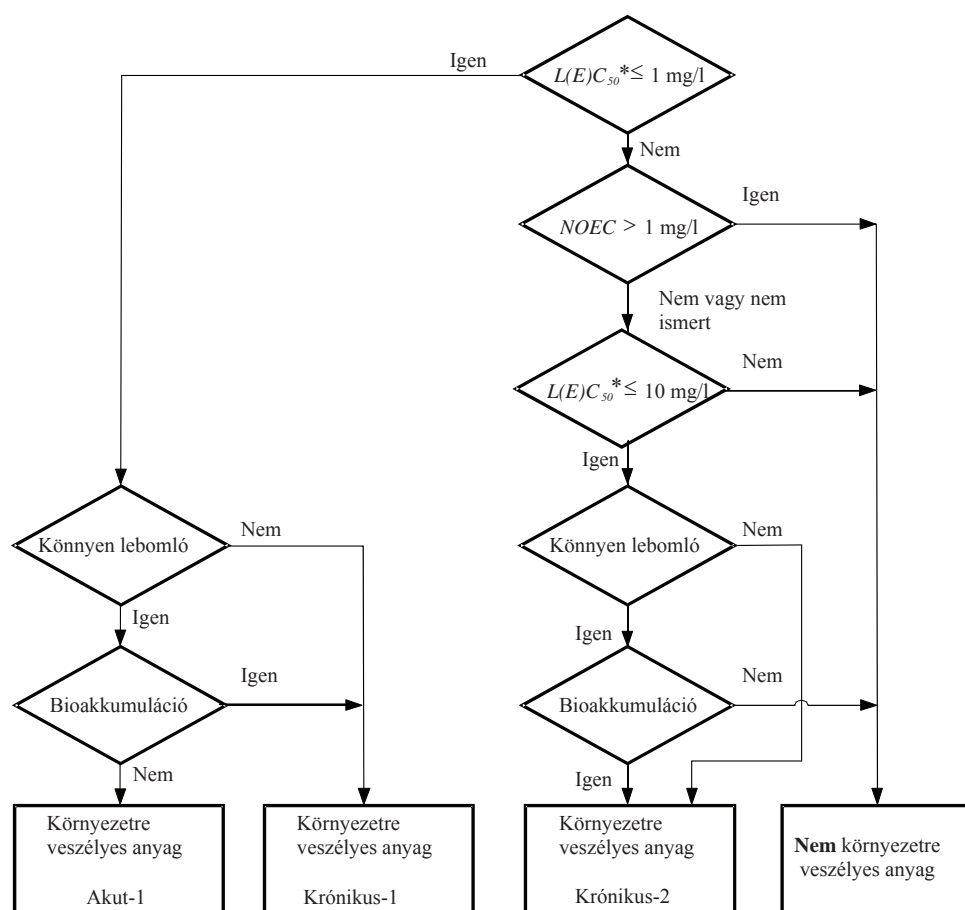 Igen
L(E)C₅₀*≤ 1 mg/l
Nem
Igen
NOEC > 1 mg/l
Nem vagy nem
ismert
Nem
L(E)C₅₀*≤ 10 mg/l
Igen
Nem
Könnyen lebomló
Igen
Igen
Bioakkumuláció
Nem
Nem
Könnyen lebomló
Igen
Nem
Bioakkumuláció
Igen
Környezetre
veszélyes anyag
Akut-1
Környezetre
veszélyes anyag
Krónikus-1
Környezetre
veszélyes anyag
Krónikus-2
Nem környezetre
veszélyes anyag